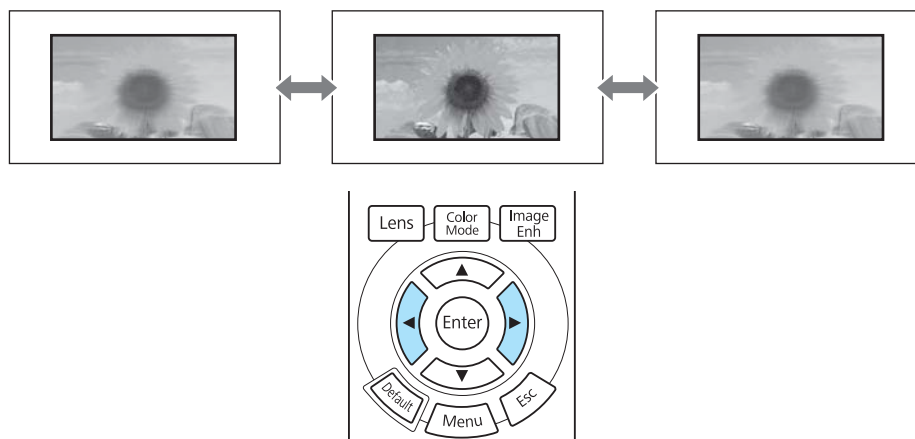 Lens
Color
Mode
Image
Enh
Enter
Default
Menu
Esc